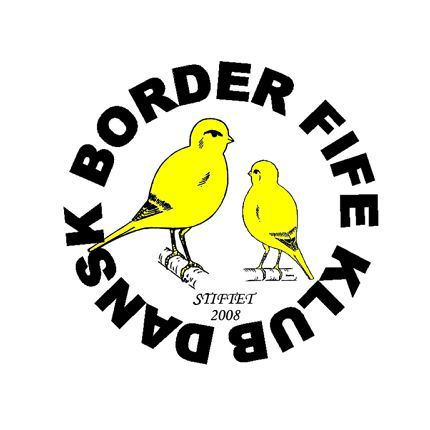 DANSK BORDER FIFE KLUB
STIFTET
2008